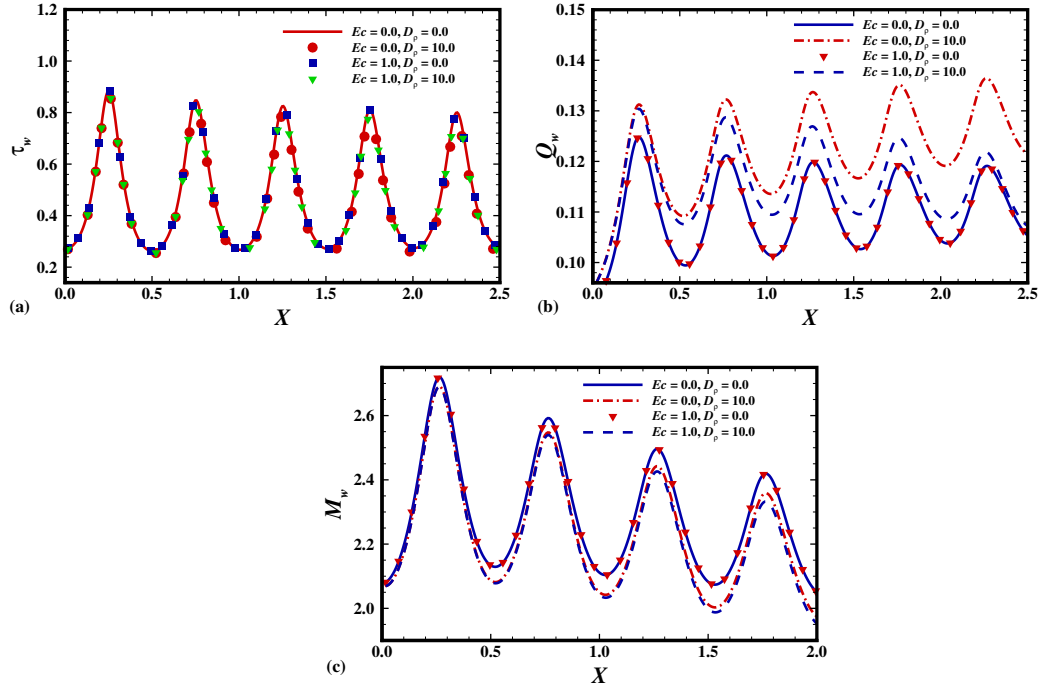 1.2
1.0
0.8
0.6
0.4
0.2
τw
0.0 0.5 1.0 1.5 2.0 2.5
X
(a)
Ec = 0.0, Dρ = 0.0
Ec = 0.0, Dρ = 10.0
Ec = 1.0, Dρ = 0.0
Ec = 1.0, Dρ = 10.0
0.15
0.14
0.13
0.12
0.11
0.10
Qw
0.0 0.5 1.0 1.5 2.0 2.5
X
(b)
Ec = 0.0, Dρ = 0.0
Ec = 0.0, Dρ = 10.0
Ec = 1.0, Dρ = 0.0
Ec = 1.0, Dρ = 10.0
2.6
2.4
2.2
2.0
Mw
0.0 0.5 1.0 1.5 2.0
X
(c)
Ec = 0.0, Dρ = 0.0
Ec = 0.0, Dρ = 10.0
Ec = 1.0, Dρ = 0.0
Ec = 1.0, Dρ = 10.0